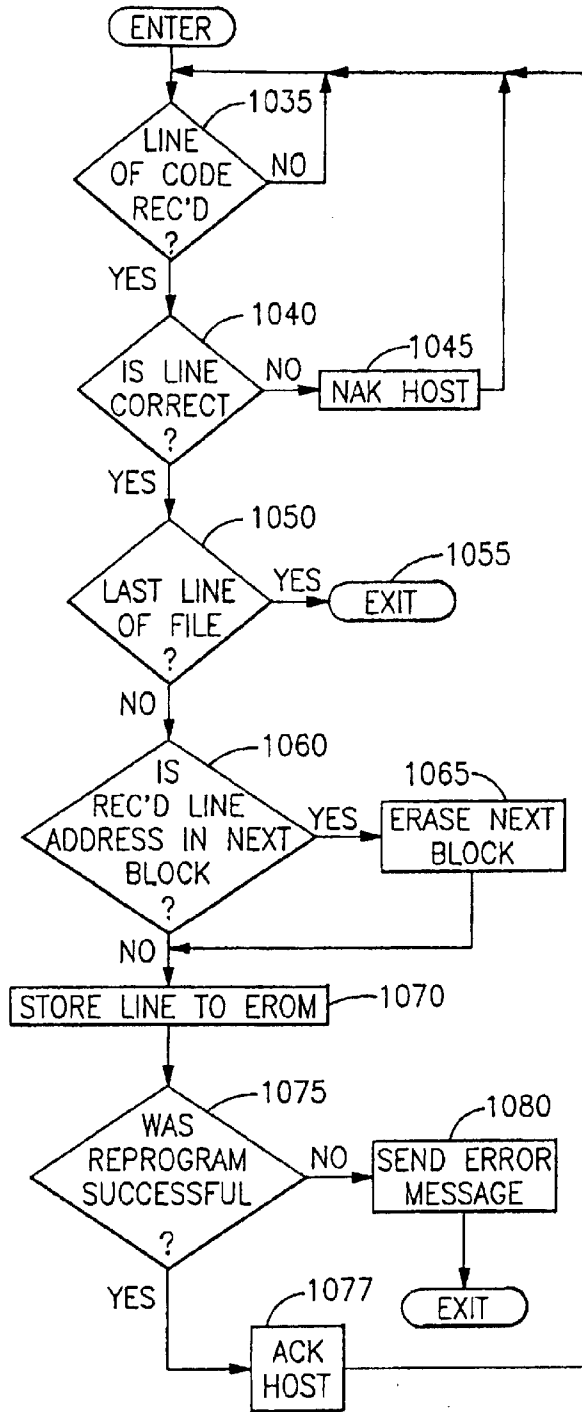 ENTER
1035
LINE
OF CODE
REC'D
?
NO
YES
1040
IS LINE
CORRECT
?
NO
1045
NAK HOST
YES
1050
LAST LINE
OF FILE
?
YES
1055
EXIT
NO
1060
IS
REC'D LINE
ADDRESS IN NEXT
BLOCK
?
YES
1065
ERASE NEXT
BLOCK
NO
STORE LINE TO EROM
1070
1075
WAS
REPROGRAM
SUCCESSFUL
?
NO
1080
SEND ERROR
MESSAGE
EXIT
YES
1077
ACK
HOST